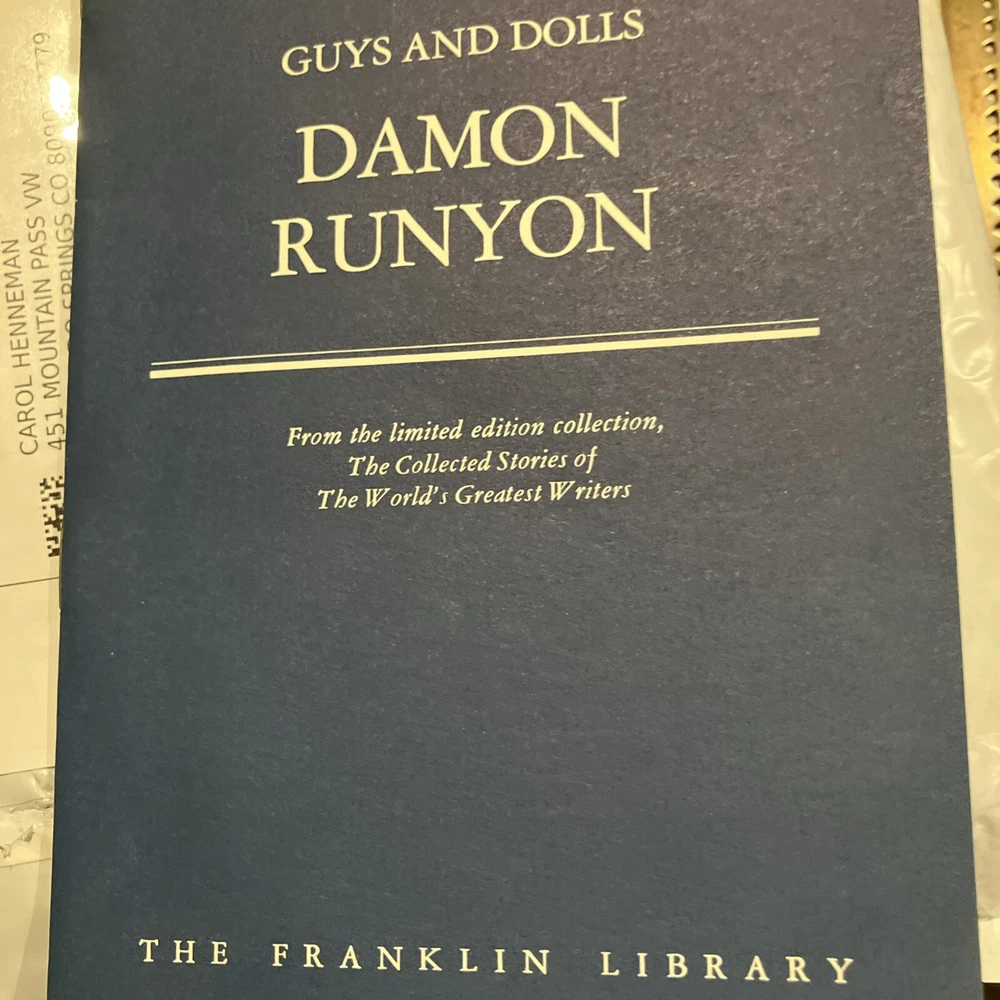 GUYS AND DOLLS
DAMON
RUNYON
From the limited edition collection,
The Collected Stories of
The World's Greatest Writers
THE FRANKLIN LIBRARY
CAROL HENNEMAN
451 MOUNTAIN PASS VW
SPRINGS CO